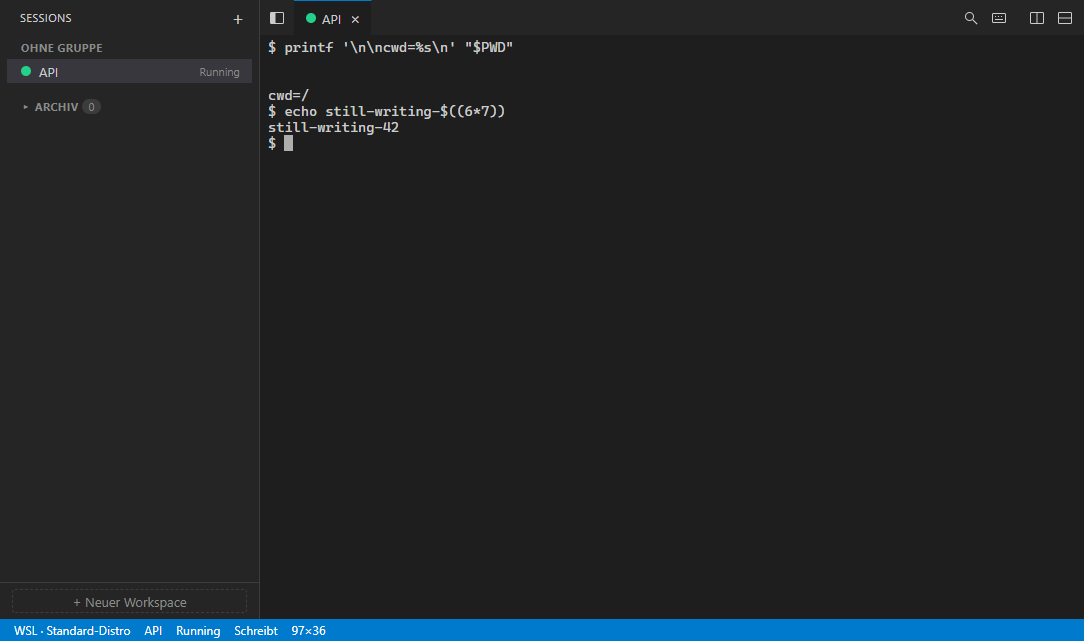 SESSIONS +
OHNE GRUPPE
API Running
ARCHIV 0
+ Neuer Workspace
API ×
$ printf '\n\ncwd=%s\n' "$PWD"
cwd=/
$ echo still-writing-$((6*7))
still-writing-42
$
WSL · Standard-Distro API Running Schreibt 97×36